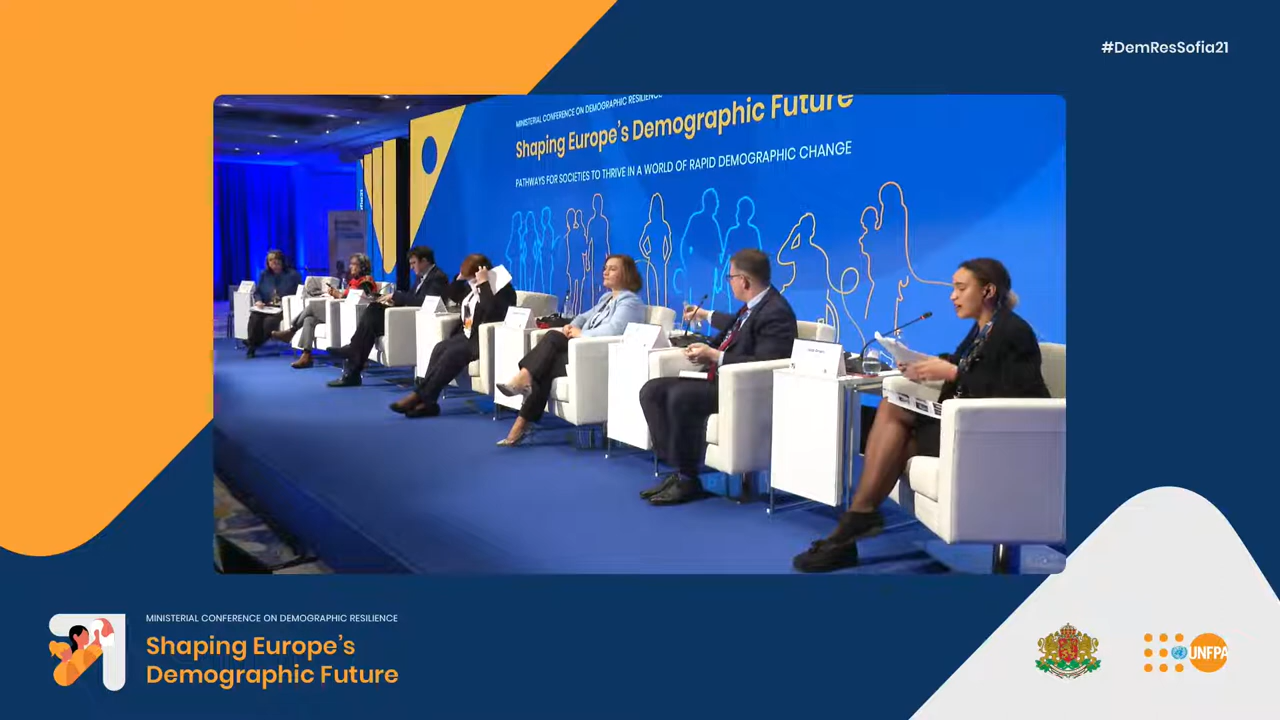 #DemResSofia21
MINISTERIAL CONFERENCE ON DEMOGRAPHIC RESILIENCE
Shaping Europe's Demographic Future
PATHWAYS FOR SOCIETIES TO THRIVE IN A WORLD OF RAPID DEMOGRAPHIC CHANGE
MINISTERIAL CONFERENCE ON DEMOGRAPHIC RESILIENCE
Shaping Europe's
Demographic Future
UNFPA